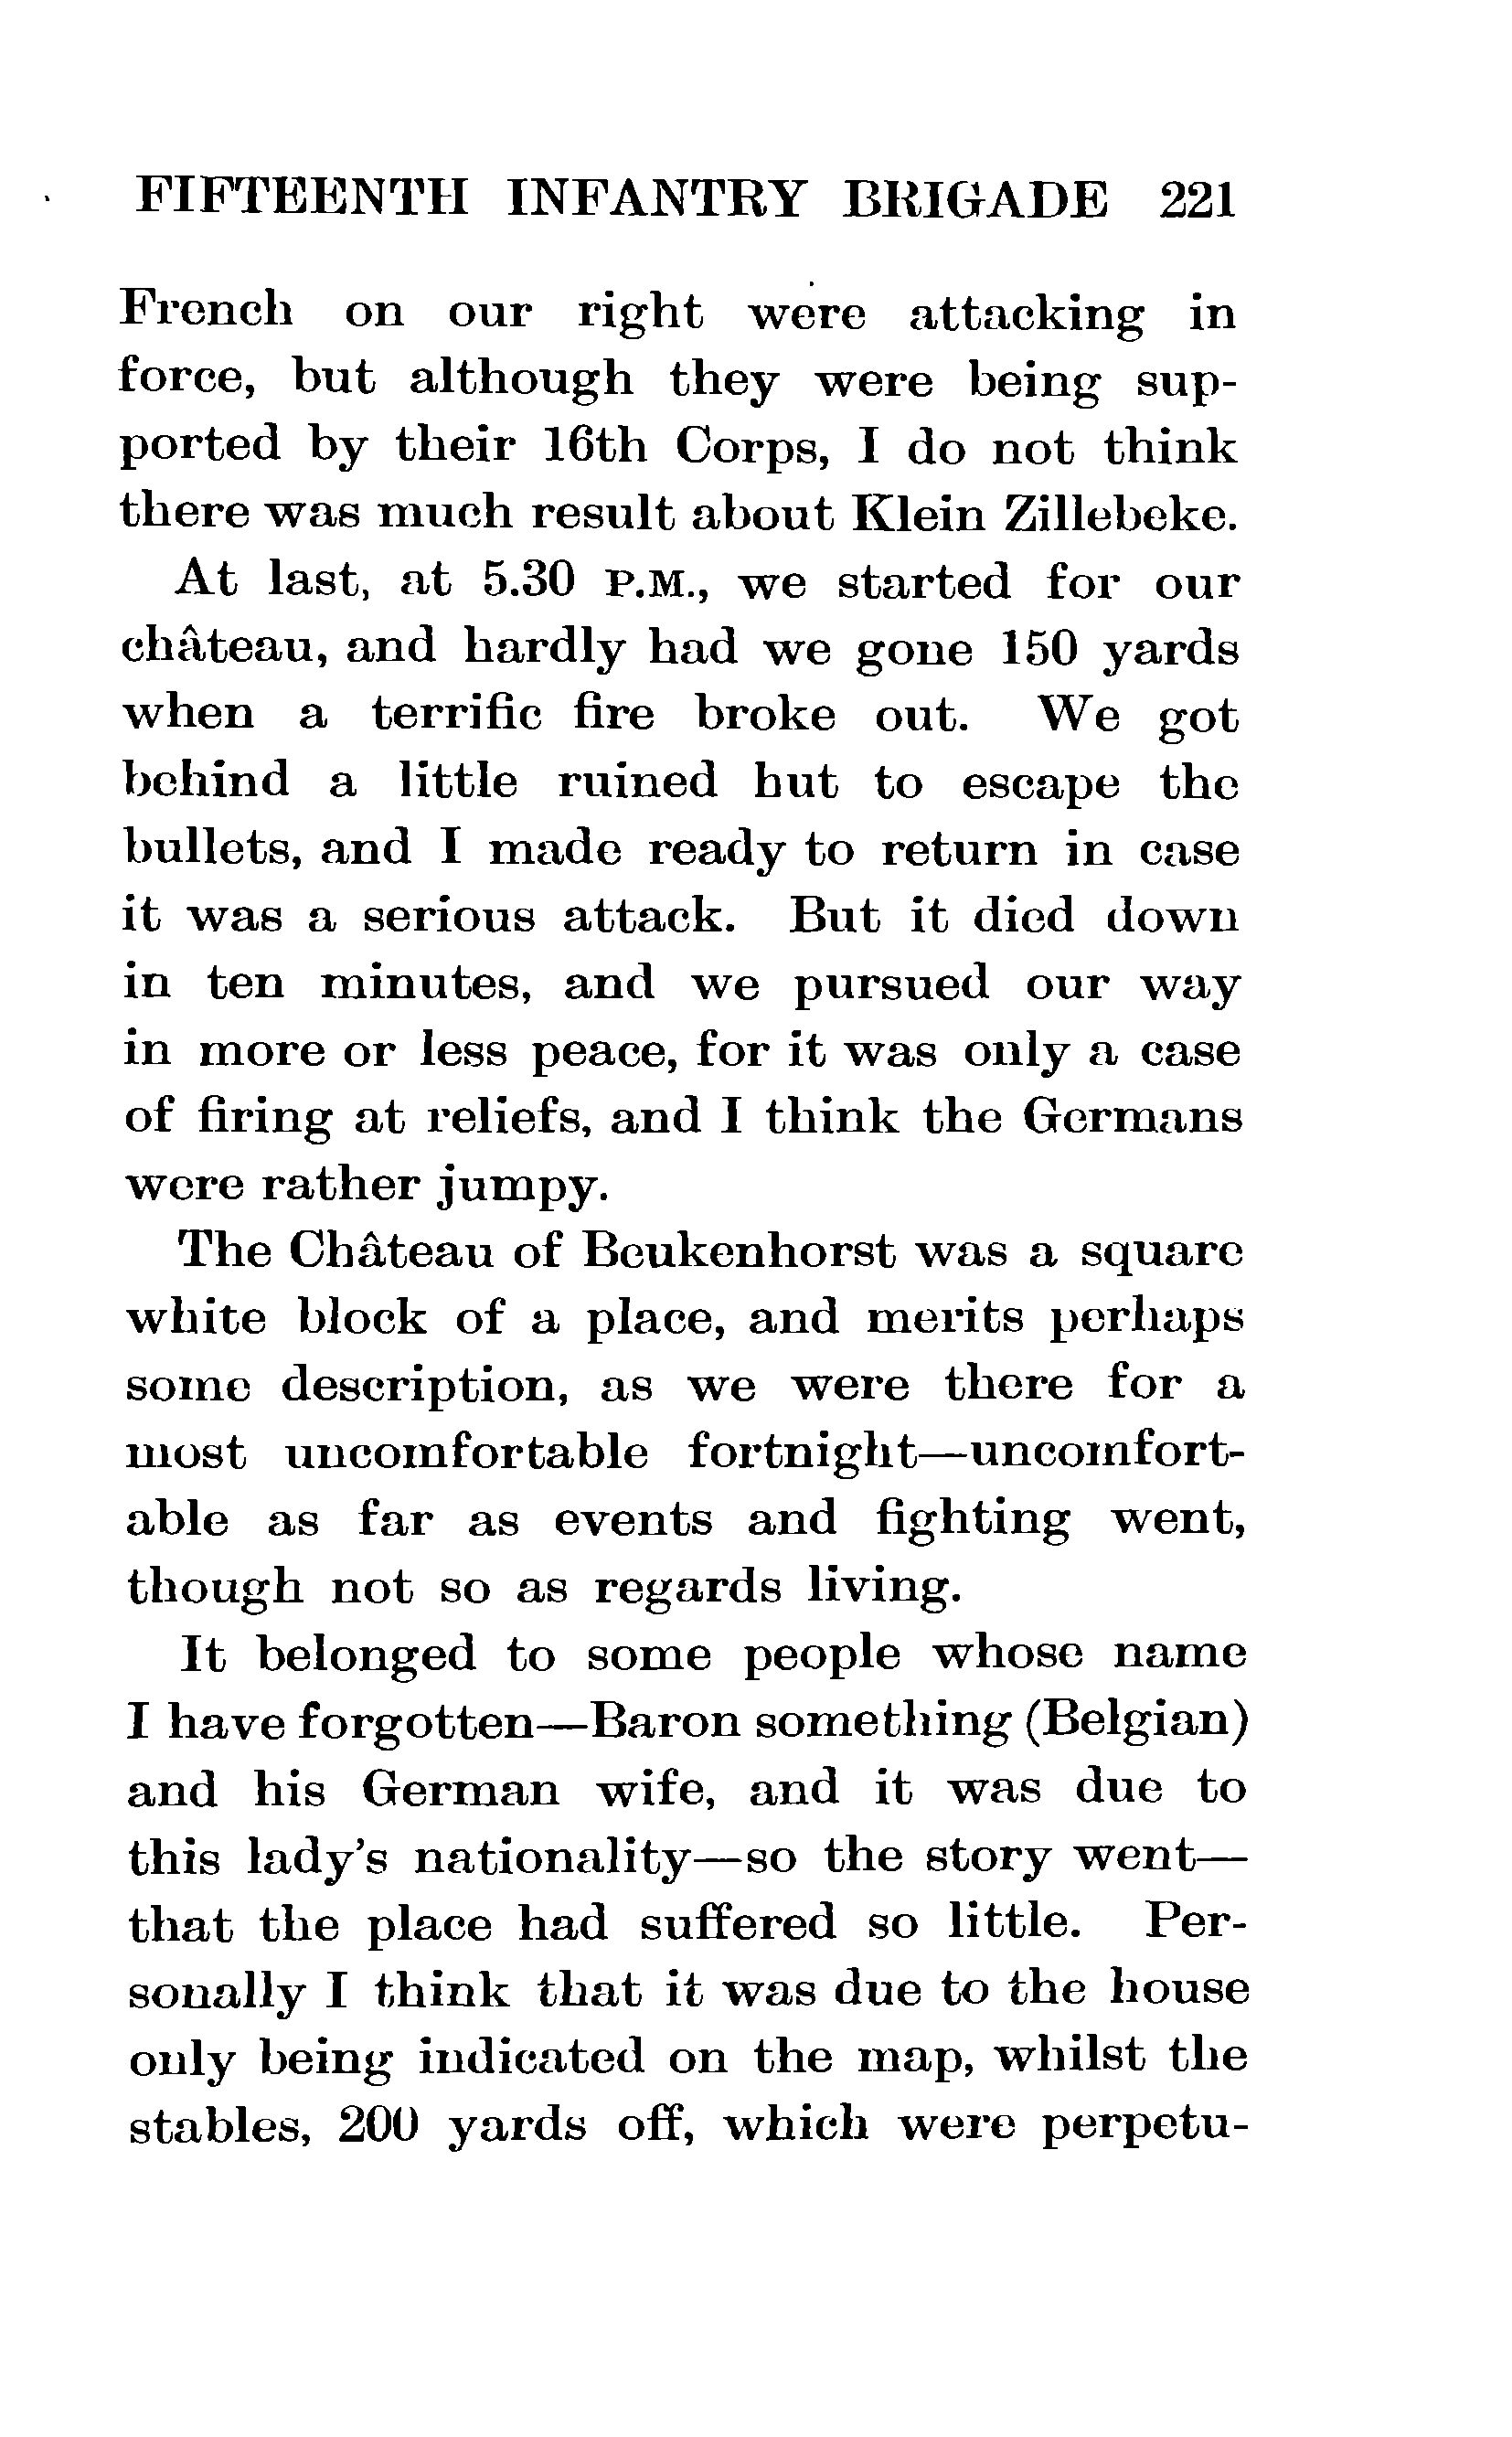 FIFTEENTH INFANTRY BRIGADE 221
French on our right were attacking in
force, but although they were being sup-
ported by their 16th Corps, I do not think
there was much result about Klein Zillebeke.
At last, at 5.30 P.M., we started for our
château, and hardly had we gone 150 yards
when a terrific fire broke out. We got
behind a little ruined hut to escape the
bullets, and I made ready to return in case
it was a serious attack. But it died down
in ten minutes, and we pursued our way
in more or less peace, for it was only a case
of firing at reliefs, and I think the Germans
were rather jumpy.
The Château of Beukenhorst was a square
white block of a place, and merits perhaps
some description, as we were there for a
most uncomfortable fortnight—uncomfort-
able as far as events and fighting went,
though not so as regards living.
It belonged to some people whose name
I have forgotten—Baron something (Belgian)
and his German wife, and it was due to
this lady's nationality—so the story went—
that the place had suffered so little. Per-
sonally I think that it was due to the house
only being indicated on the map, whilst the
stables, 200 yards off, which were perpetu-